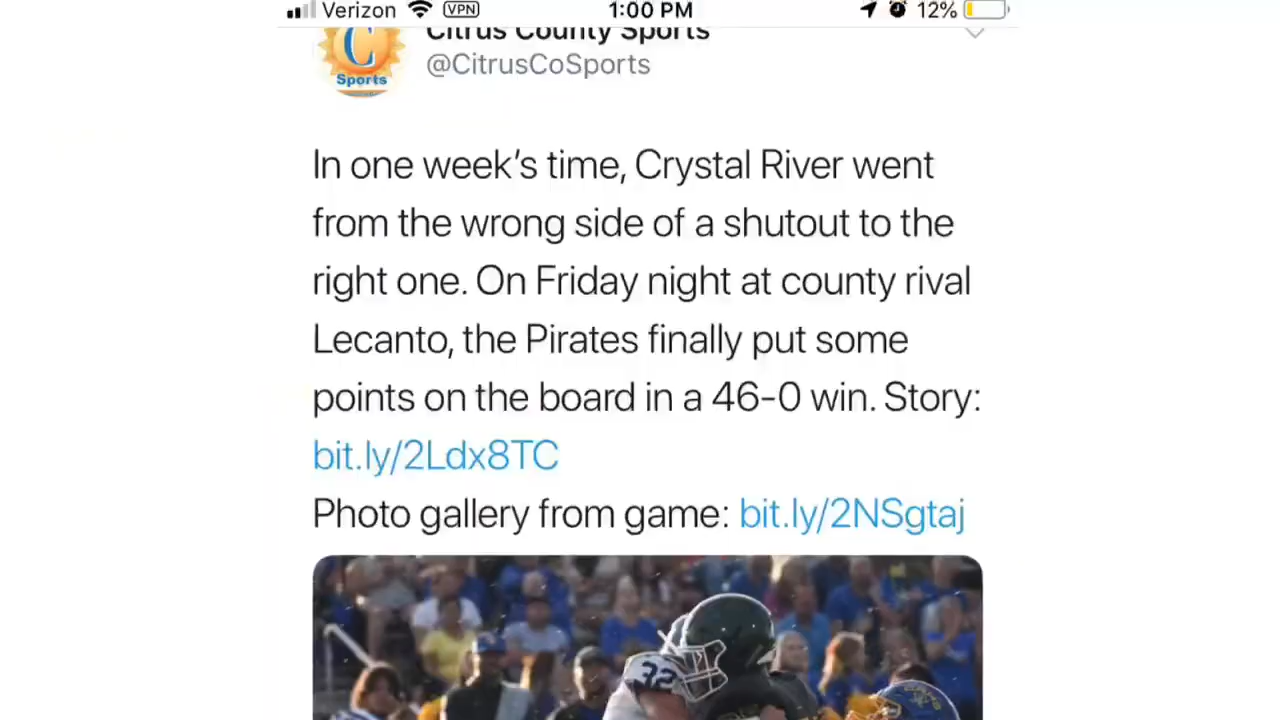 Verizon VPN 1:00 PM 12%
Citrus County Sports
@CitrusCoSports
C
Sports
In one week's time, Crystal River went
from the wrong side of a shutout to the
right one. On Friday night at county rival
Lecanto, the Pirates finally put some
points on the board in a 46-0 win. Story:
bit.ly/2Ldx8TC
Photo gallery from game: bit.ly/2NSgtaj
32